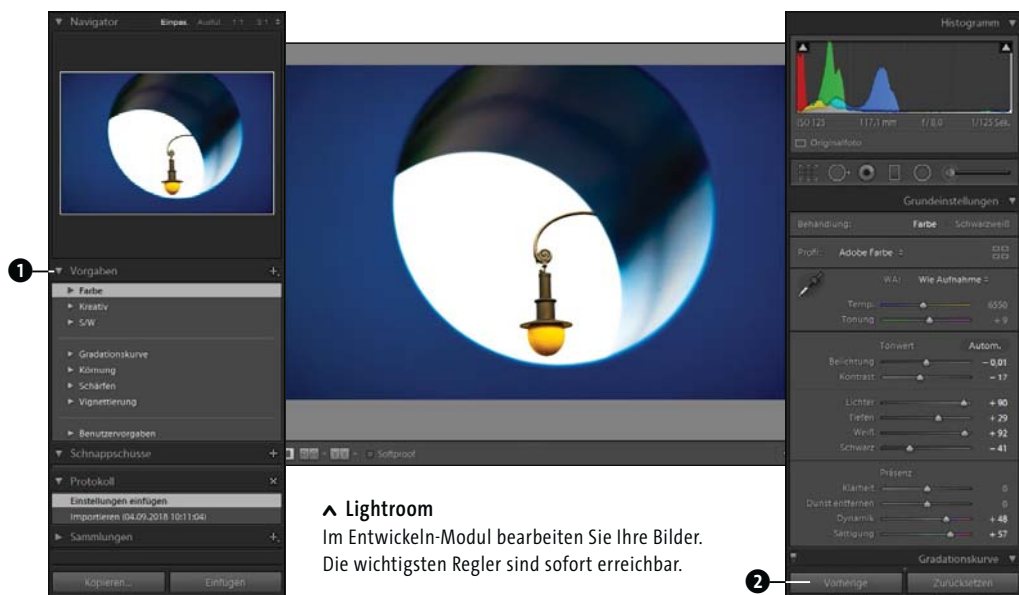 Navigator Einpas. Ausfül. 1:1 3:1
Vorgaben +
Farbe
Kreativ
S/W
Gradationskurve
Körnung
Schärfen
Vignettierung
Benutzervorgaben
Schnappschüsse +
Protokoll ×
Einstellungen einfügen
Importieren (04.09.2018 10:11:04)
Sammlungen +
Kopieren... Einfügen
1
Softproof
Lightroom
Im Entwickeln-Modul bearbeiten Sie Ihre Bilder.
Die wichtigsten Regler sind sofort erreichbar.
Histogramm
ISO 125 117,1 mm f/8,0 1/125 Sek.
Originalfoto
Grundeinstellungen
Behandlung: Farbe Schwarzweiß
Profil: Adobe Farbe
WA: Wie Aufnahme
Temp. 6550
Tonung + 9
Tonwert Autom.
Belichtung − 0,01
Kontrast − 17
Lichter + 90
Tiefen + 29
Weiß + 92
Schwarz − 41
Präsenz
Klarheit 0
Dunst entfernen 0
Dynamik + 48
Sättigung + 57
Gradationskurve
2
Vorherige Zurücksetzen